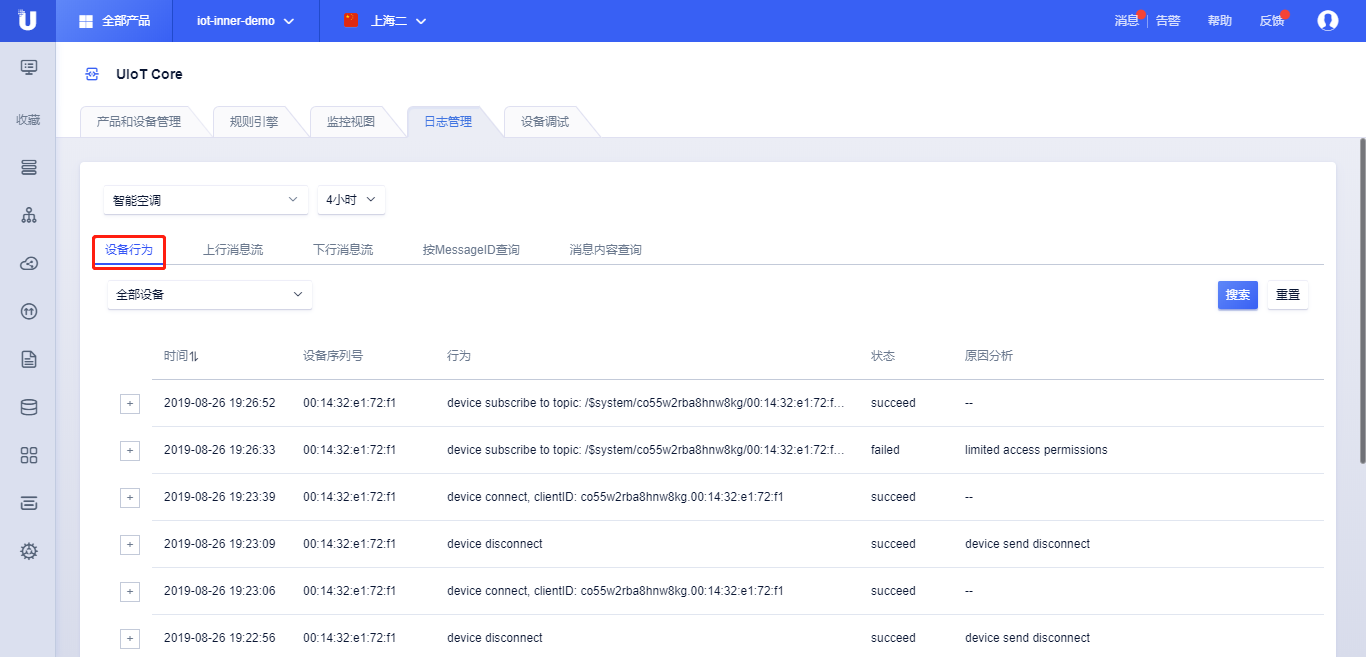 U 全部产品 iot-inner-demo 上海二 消息 告警 帮助 反馈
UIoT Core
收藏
产品和设备管理 规则引擎 监控视图 日志管理 设备调试
智能空调 4小时
设备行为 上行消息流 下行消息流 按MessageID查询 消息内容查询
全部设备 搜索 重置
时间 设备序列号 行为 状态 原因分析
+ 2019-08-26 19:26:52 00:14:32:e1:72:f1 device subscribe to topic: /$system/co55w2rba8hnw8kg/00:14:32:e1:72:f... succeed --
+ 2019-08-26 19:26:33 00:14:32:e1:72:f1 device subscribe to topic: /$system/co55w2rba8hnw8kg/00:14:32:e1:72:f... failed limited access permissions
+ 2019-08-26 19:23:39 00:14:32:e1:72:f1 device connect, clientID: co55w2rba8hnw8kg.00:14:32:e1:72:f1 succeed --
+ 2019-08-26 19:23:09 00:14:32:e1:72:f1 device disconnect succeed device send disconnect
+ 2019-08-26 19:23:06 00:14:32:e1:72:f1 device connect, clientID: co55w2rba8hnw8kg.00:14:32:e1:72:f1 succeed --
+ 2019-08-26 19:22:56 00:14:32:e1:72:f1 device disconnect succeed device send disconnect